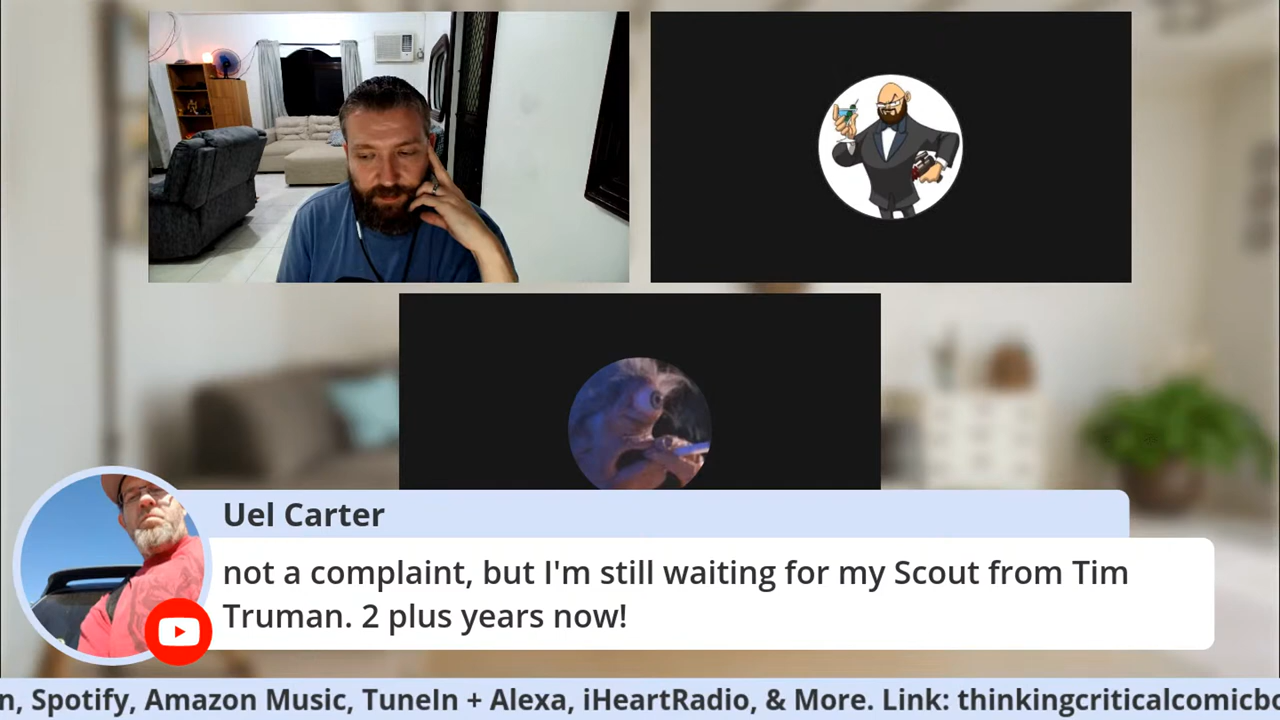 Uel Carter
not a complaint, but I'm still waiting for my Scout from Tim
Truman. 2 plus years now!
n, Spotify, Amazon Music, TuneIn + Alexa, iHeartRadio, & More. Link: thinkingcriticalcomicbo